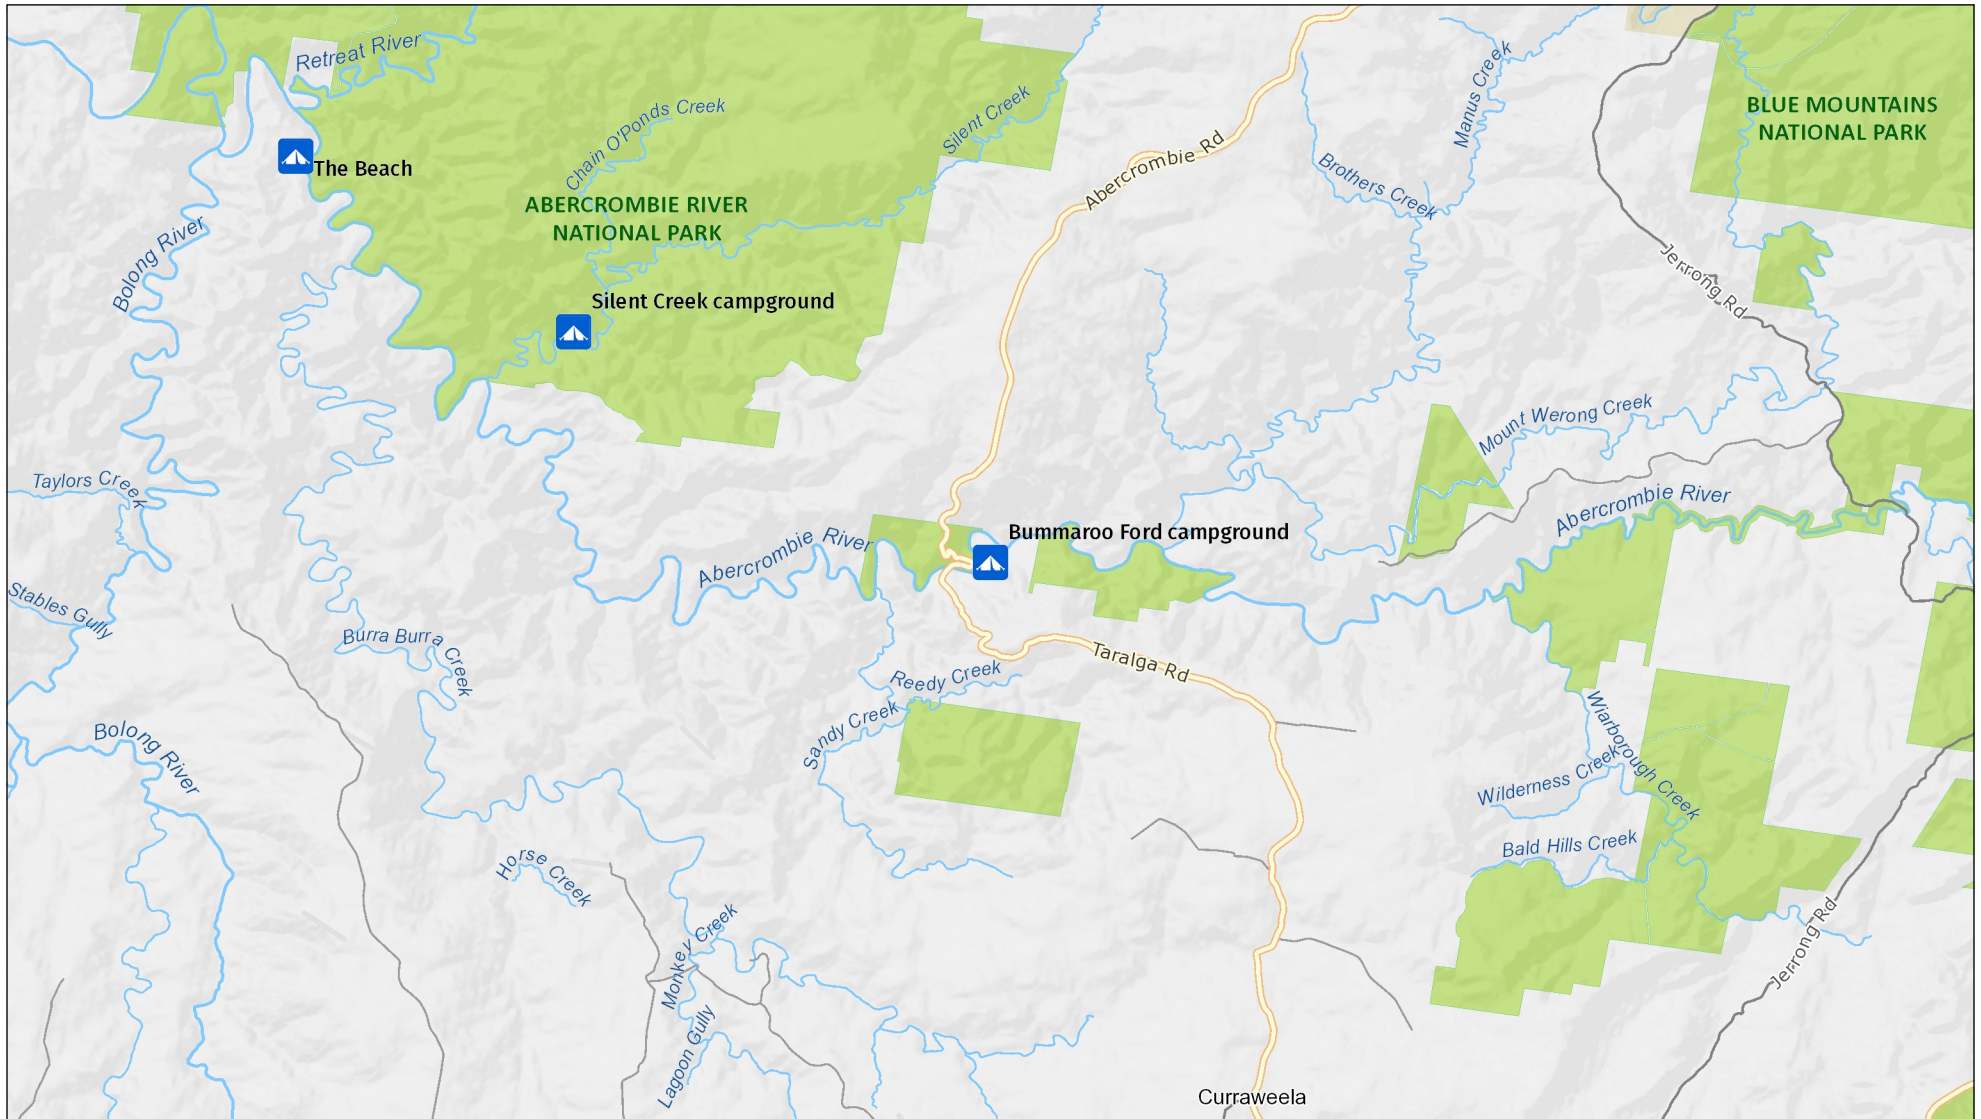 Retreat River
Chain O'Ponds Creek
Silent Creek
Manus Creek
BLUE MOUNTAINS
NATIONAL PARK
Abercrombie Rd
The Beach
Brothers Creek
ABERCROMBIE RIVER
NATIONAL PARK
Bolong River
Jerrong Rd
Silent Creek campground
Mount Werong Creek
Taylors Creek
Abercrombie River
Bummaroo Ford campground
Abercrombie River
Stables Gully
Burra Burra Creek
Taralga Rd
Reedy Creek
Sandy Creek
Wiarborough Creek
Bolong River
Wilderness Creek
Bald Hills Creek
Horse Creek
Monkey Creek
Jerrong Rd
Lagoon Gully
Curraweela